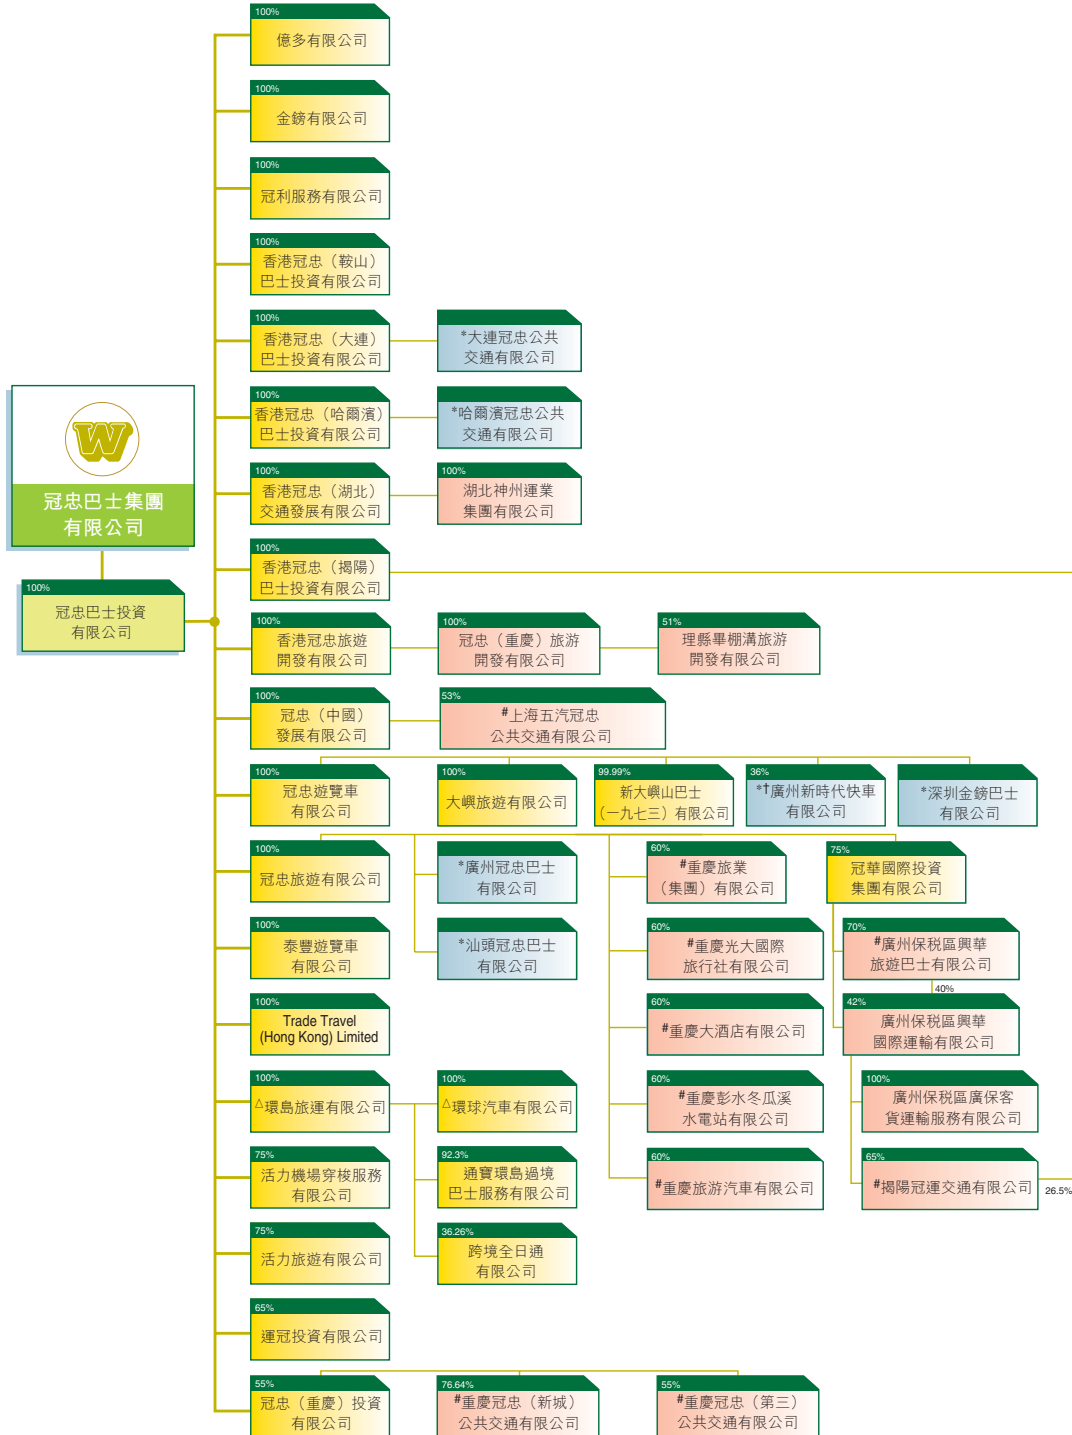 100%
億多有限公司
100%
金鎊有限公司
100%
冠利服務有限公司
100%
香港冠忠（鞍山）
巴士投資有限公司
100%
香港冠忠（大連）
巴士投資有限公司
*大連冠忠公共
交通有限公司
冠忠巴士集團
有限公司
100%
香港冠忠（哈爾濱）
巴士投資有限公司
*哈爾濱冠忠公共
交通有限公司
100%
香港冠忠（湖北）
交通發展有限公司
100%
湖北神州運業
集團有限公司
100%
香港冠忠（揭陽）
巴士投資有限公司
100%
冠忠巴士投資
有限公司
100%
香港冠忠旅遊
開發有限公司
100%
冠忠（重慶）旅游
開發有限公司
51%
理縣畢棚溝旅游
開發有限公司
100%
冠忠（中國）
發展有限公司
53%
#上海五汽冠忠
公共交通有限公司
100%
冠忠遊覽車
有限公司
100%
大嶼旅遊有限公司
99.99%
新大嶼山巴士
（一九七三）有限公司
36%
*†廣州新時代快車
有限公司
*深圳金鎊巴士
有限公司
100%
冠忠旅遊有限公司
*廣州冠忠巴士
有限公司
60%
#重慶旅業
（集團）有限公司
75%
冠華國際投資
集團有限公司
100%
泰豐遊覽車
有限公司
*汕頭冠忠巴士
有限公司
60%
#重慶光大國際
旅行社有限公司
70%
#廣州保税區興華
旅遊巴士有限公司
40%
100%
Trade Travel
(Hong Kong) Limited
60%
#重慶大酒店有限公司
42%
廣州保税區興華
國際運輸有限公司
100%
△環島旅運有限公司
100%
△環球汽車有限公司
60%
#重慶彭水冬瓜溪
水電站有限公司
100%
廣州保税區廣保客
貨運輸服務有限公司
75%
活力機場穿梭服務
有限公司
92.3%
通寶環島過境
巴士服務有限公司
60%
#重慶旅游汽車有限公司
65%
#揭陽冠運交通有限公司
26.5%
75%
活力旅遊有限公司
36.26%
跨境全日通
有限公司
65%
運冠投資有限公司
55%
冠忠（重慶）投資
有限公司
76.64%
#重慶冠忠（新城）
公共交通有限公司
55%
#重慶冠忠（第三）
公共交通有限公司